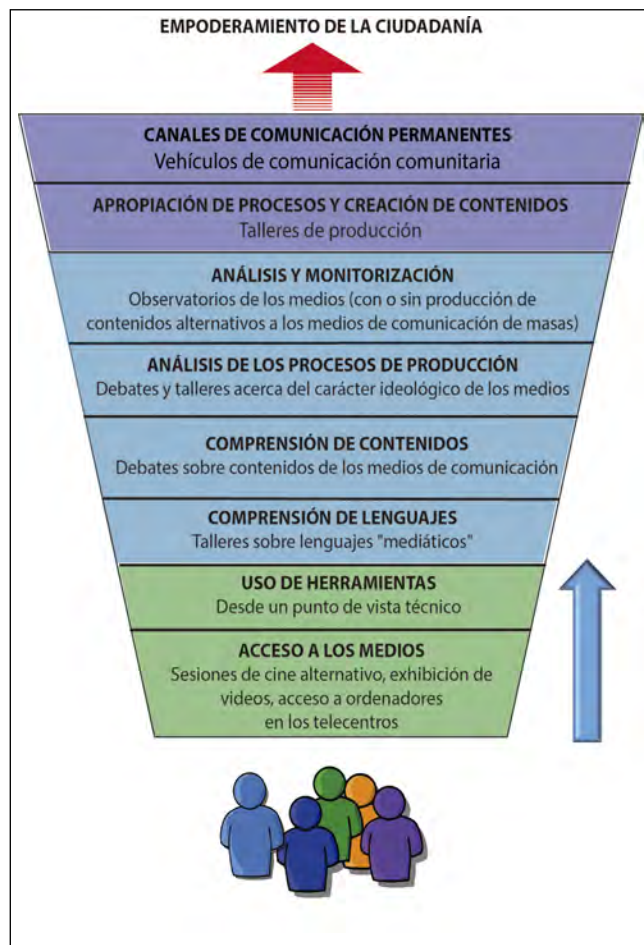 EMPODERAMIENTO DE LA CIUDADANÍA
CANALES DE COMUNICACIÓN PERMANENTES
Vehículos de comunicación comunitaria
APROPIACIÓN DE PROCESOS Y CREACIÓN DE CONTENIDOS
Talleres de producción
ANÁLISIS Y MONITORIZACIÓN
Observatorios de los medios (con o sin producción de
contenidos alternativos a los medios de comunicación de masas)
ANÁLISIS DE LOS PROCESOS DE PRODUCCIÓN
Debates y talleres acerca del carácter ideológico de los medios
COMPRENSIÓN DE CONTENIDOS
Debates sobre contenidos de los medios de comunicación
COMPRENSIÓN DE LENGUAJES
Talleres sobre lenguajes "mediáticos"
USO DE HERRAMIENTAS
Desde un punto de vista técnico
ACCESO A LOS MEDIOS
Sesiones de cine alternativo, exhibición de
videos, acceso a ordenadores
en los telecentros